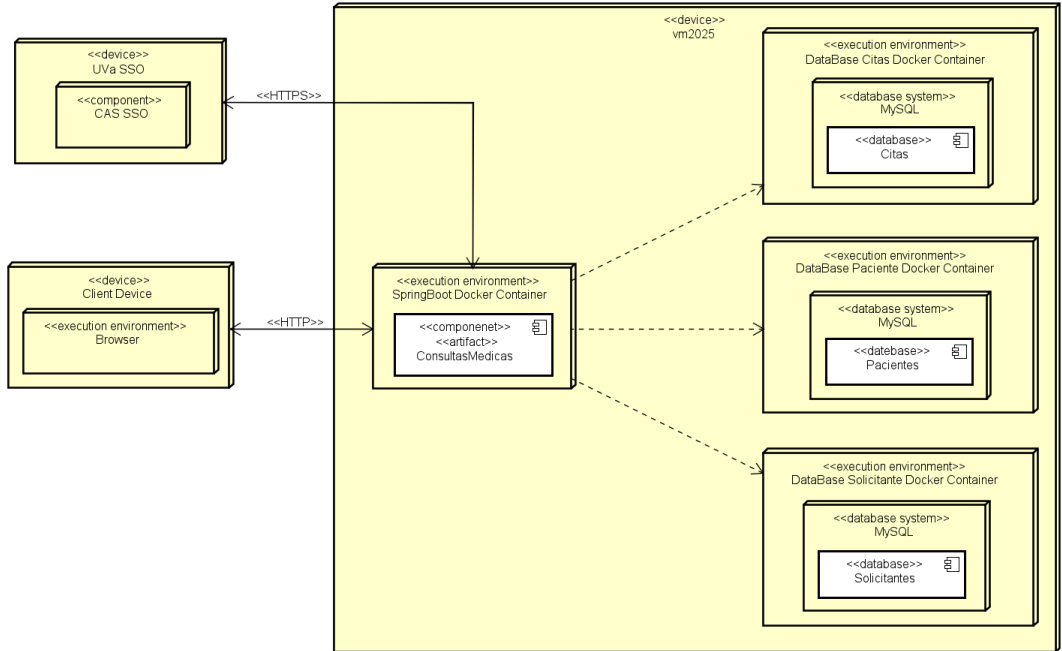 <<device>>
UVa SSO
<<component>>
CAS SSO
<<HTTPS>>
<<device>>
Client Device
<<execution environment>>
Browser
<<HTTP>>
<<device>>
vm2025
<<execution environment>>
SpringBoot Docker Container
<<componenet>>
<<artifact>>
ConsultasMedicas
<<execution environment>>
DataBase Citas Docker Container
<<database system>>
MySQL
<<database>>
Citas
<<execution environment>>
DataBase Paciente Docker Container
<<database system>>
MySQL
<<datebase>>
Pacientes
<<execution environment>>
DataBase Solicitante Docker Container
<<database system>>
MySQL
<<database>>
Solicitantes